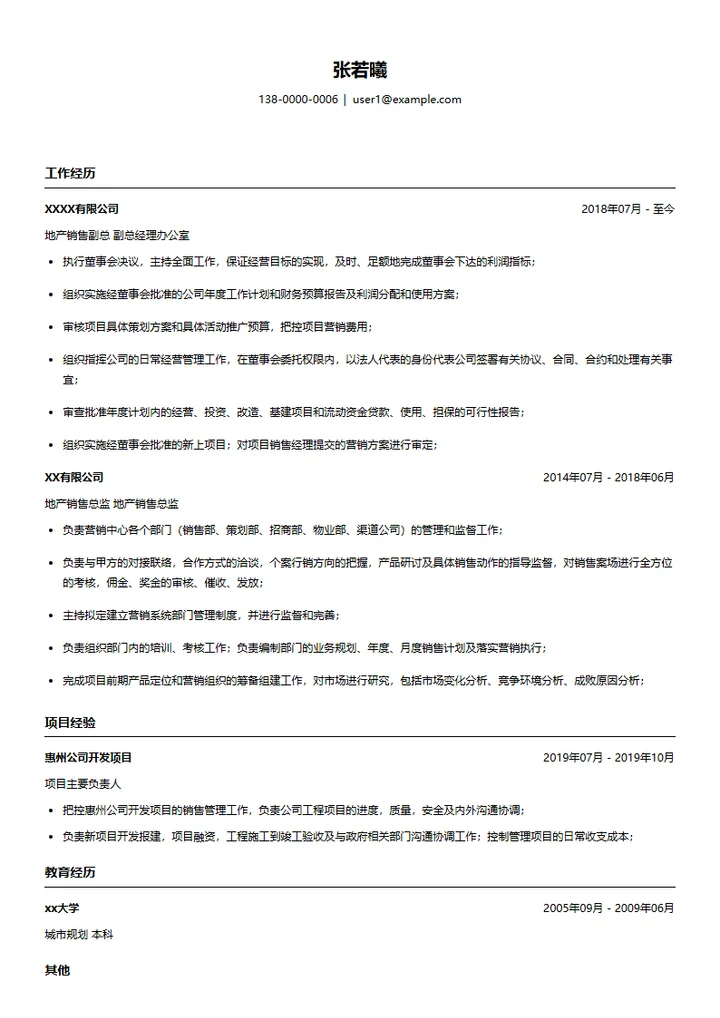 张若曦
138-0000-0006 | user1@example.com
工作经历
XXXX有限公司 2018年07月 - 至今
地产销售副总 副总经理办公室
• 执行董事会决议，主持全面工作，保证经营目标的实现，及时、足额地完成董事会下达的利润指标；
• 组织实施经董事会批准的公司年度工作计划和财务预算报告及利润分配和使用方案；
• 审核项目具体策划方案和具体活动推广预算，把控项目营销费用；
• 组织指挥公司的日常经营管理工作，在董事会委托权限内，以法人代表的身份代表公司签署有关协议、合同、合约和处理有关事
宜；
• 审查批准年度计划内的经营、投资、改造、基建项目和流动资金贷款、使用、担保的可行性报告；
• 组织实施经董事会批准的新上项目；对项目销售经理提交的营销方案进行审定；
XX有限公司 2014年07月 - 2018年06月
地产销售总监 地产销售总监
• 负责营销中心各个部门（销售部、策划部、招商部、物业部、渠道公司）的管理和监督工作；
• 负责与甲方的对接联络，合作方式的洽谈，个案行销方向的把握，产品研讨及具体销售动作的指导监督，对销售案场进行全方位
的考核，佣金、奖金的审核、催收、发放；
• 主持拟定建立营销系统部门管理制度，并进行监督和完善；
• 负责组织部门内的培训、考核工作；负责编制部门的业务规划、年度、月度销售计划及落实营销执行；
• 完成项目前期产品定位和营销组织的筹备组建工作，对市场进行研究，包括市场变化分析、竞争环境分析、成败原因分析；
项目经验
惠州公司开发项目 2019年07月 - 2019年10月
项目主要负责人
• 把控惠州公司开发项目的销售管理工作，负责公司工程项目的进度，质量，安全及内外沟通协调；
• 负责新项目开发报建，项目融资，工程施工到竣工验收及与政府相关部门沟通协调工作；控制管理项目的日常收支成本；
教育经历
xx大学 2005年09月 - 2009年06月
城市规划 本科
其他